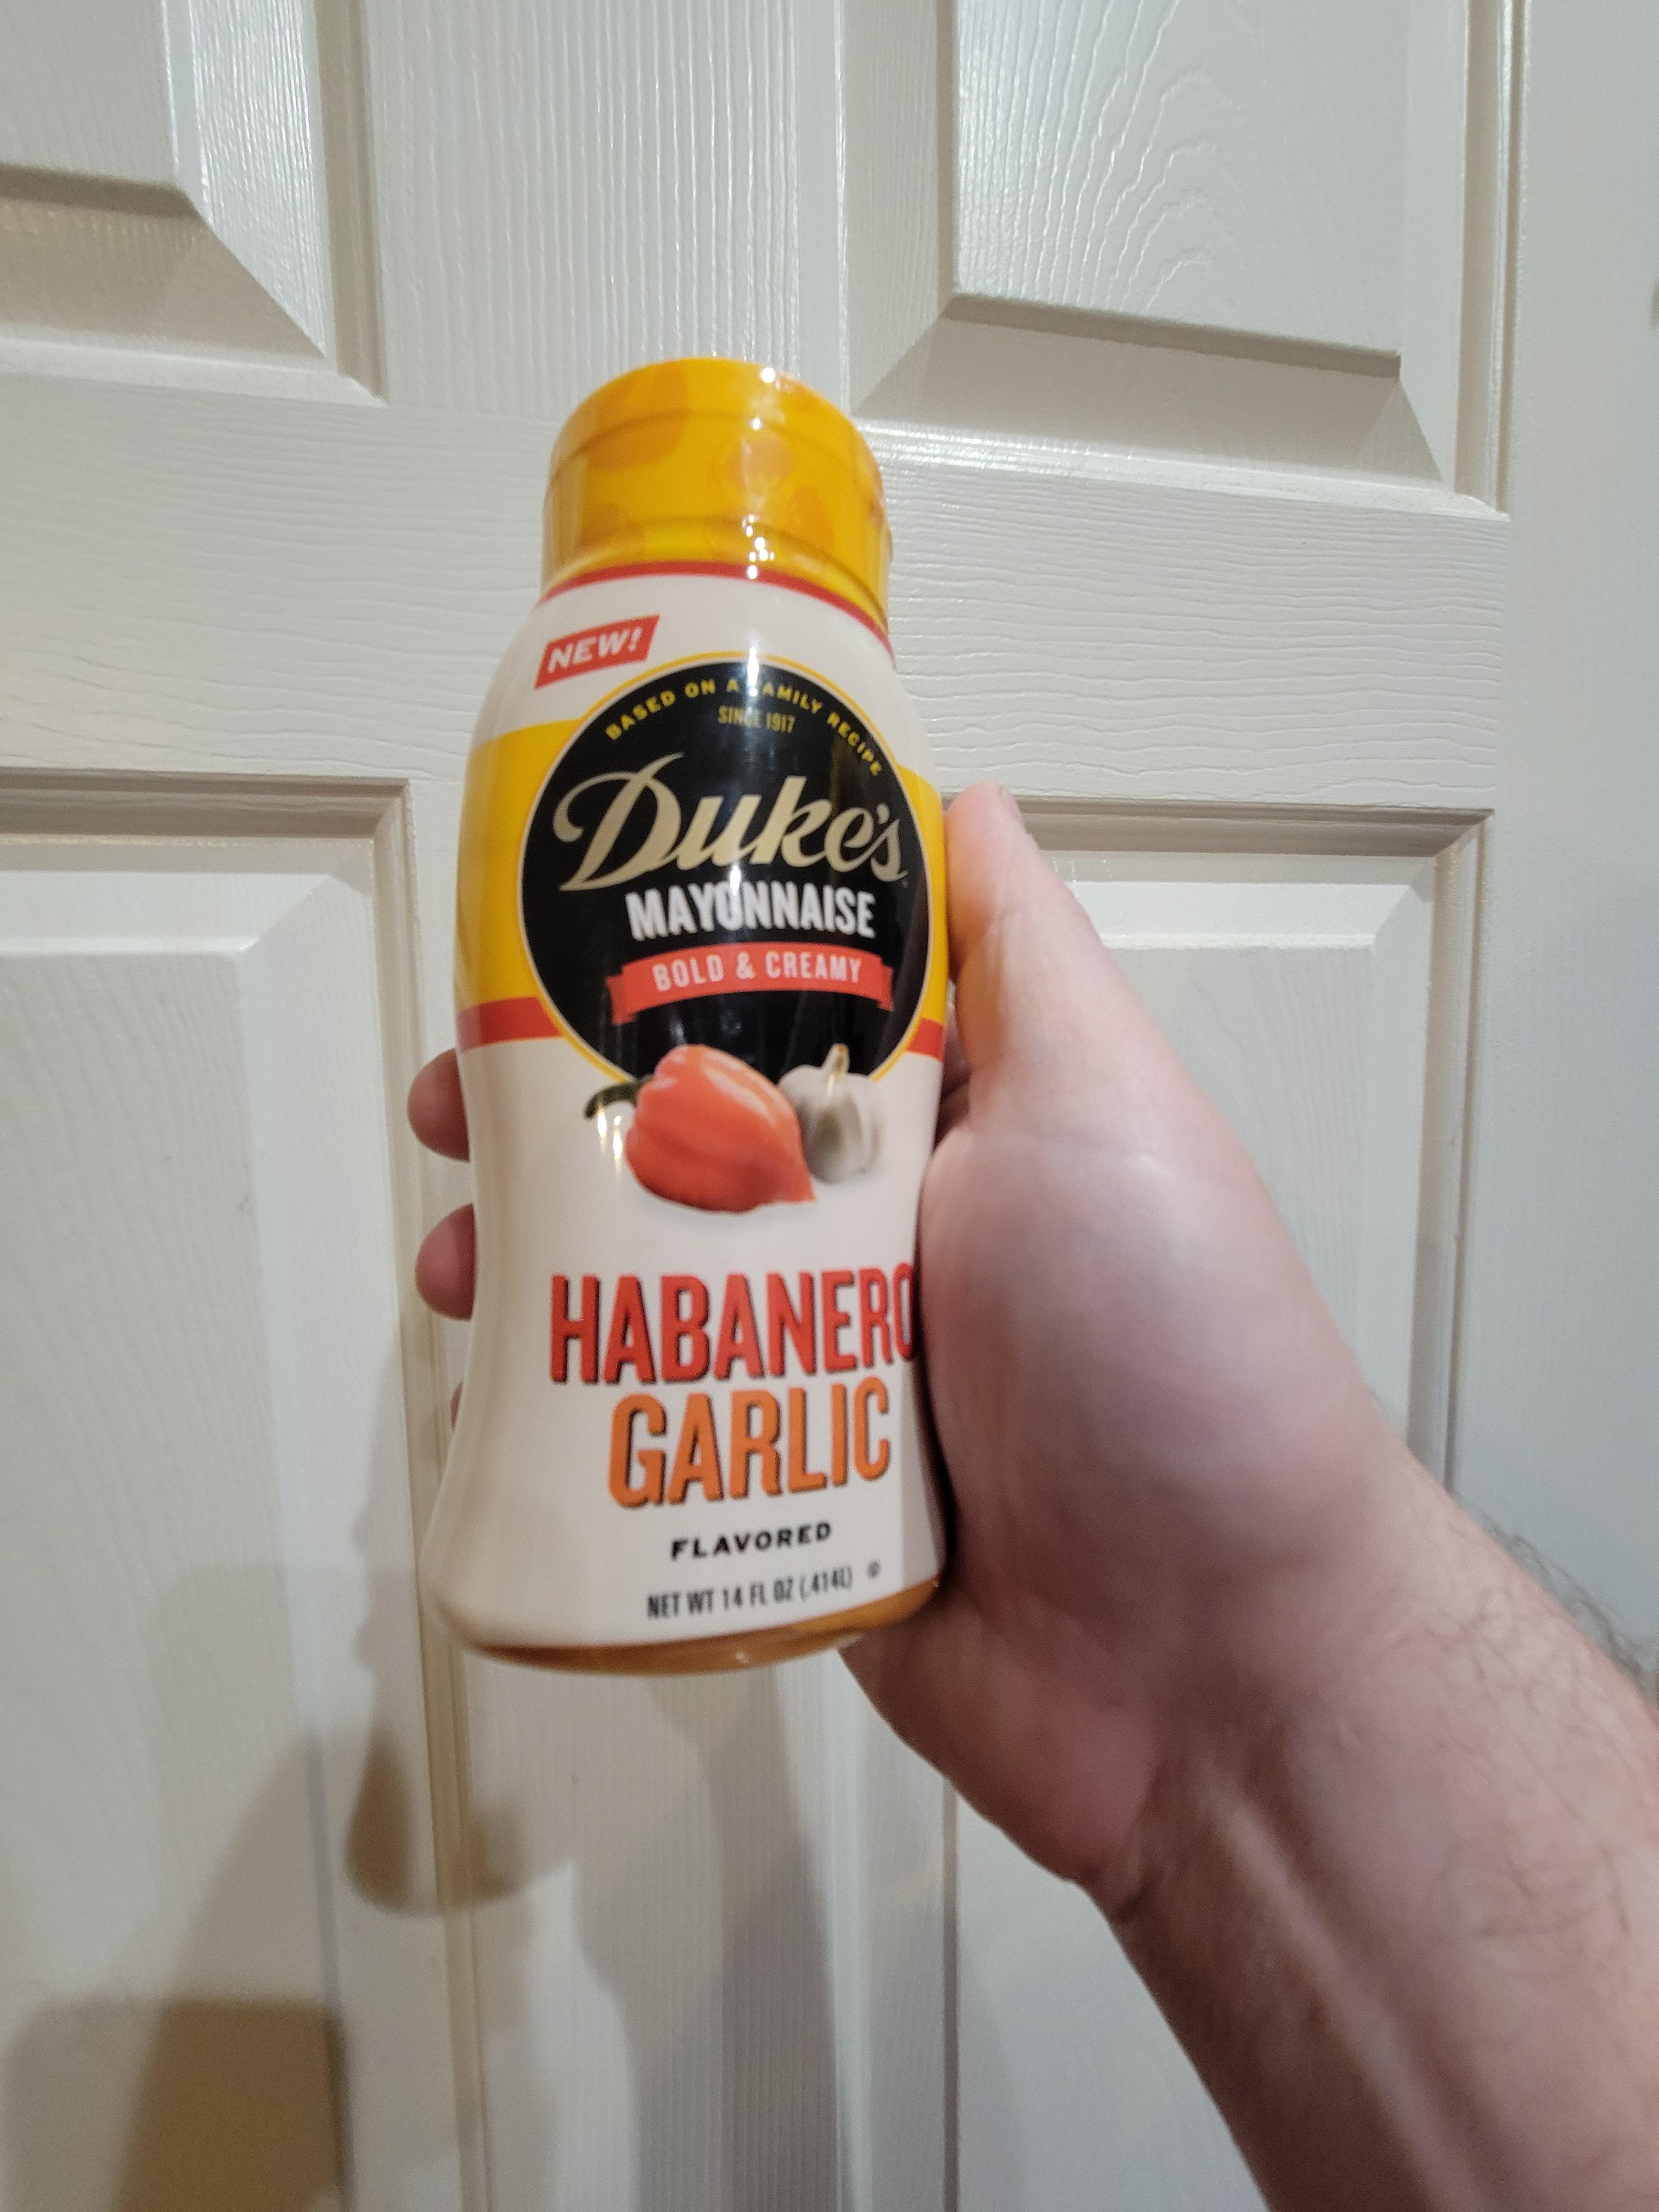 NEW!
BASED ON A FAMILY RECIPE
SINCE 1917
Duke's
MAYONNAISE
BOLD & CREAMY
HABANERO
GARLIC
FLAVORED
NET WT 14 FL OZ (.414L)